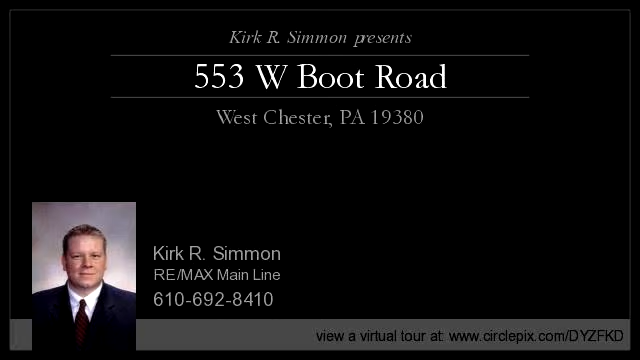 Kirk R. Simmon presents
553 W Boot Road
West Chester, PA 19380
Kirk R. Simmon
RE/MAX Main Line
610-692-8410
view a virtual tour at: www.circlepix.com/DYZFKD